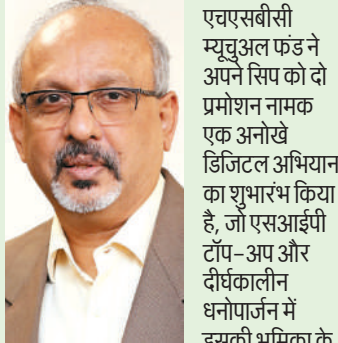 एचएसबीसी
म्यूचुअल फंड ने
अपने सिप को दो
प्रमोशन नामक
एक अनोखे
डिजिटल अभियान
का शुभारंभ किया
है, जो एसआईपी
टॉप-अप और
दीर्घकालीन
धनोपार्जन में
इसकी भूमिका के